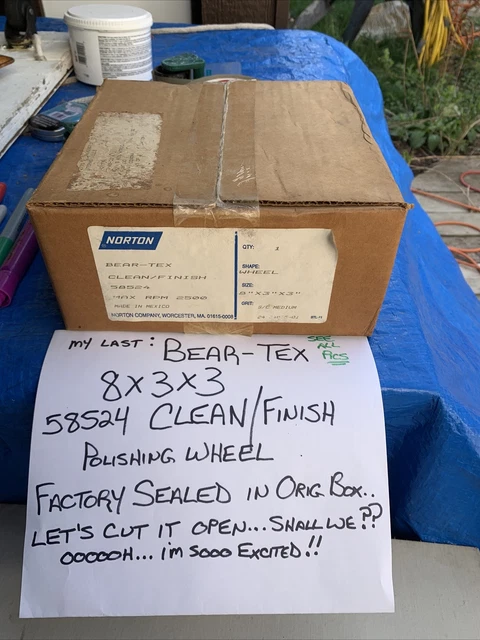 NORTON
NORTON
BEAR-TEX
CLEAN/FINISH
58524
MAX RPM 2500
MADE IN MEXICO
NORTON COMPANY, WORCESTER, MA. 01615-0008
QTY: 1
SHAPE:
WHEEL
SIZE:
8"X3"X3"
GRIT:
MEDIUM
MY LAST: BEAR-TEX
SEE
ALL
PICS
8X3X3
58524 CLEAN/FINISH
POLISHING WHEEL
FACTORY SEALED IN ORIG BOX..
LET'S CUT IT OPEN... SHALL WE??
OOOOOH... I'M SOOO EXCITED!!